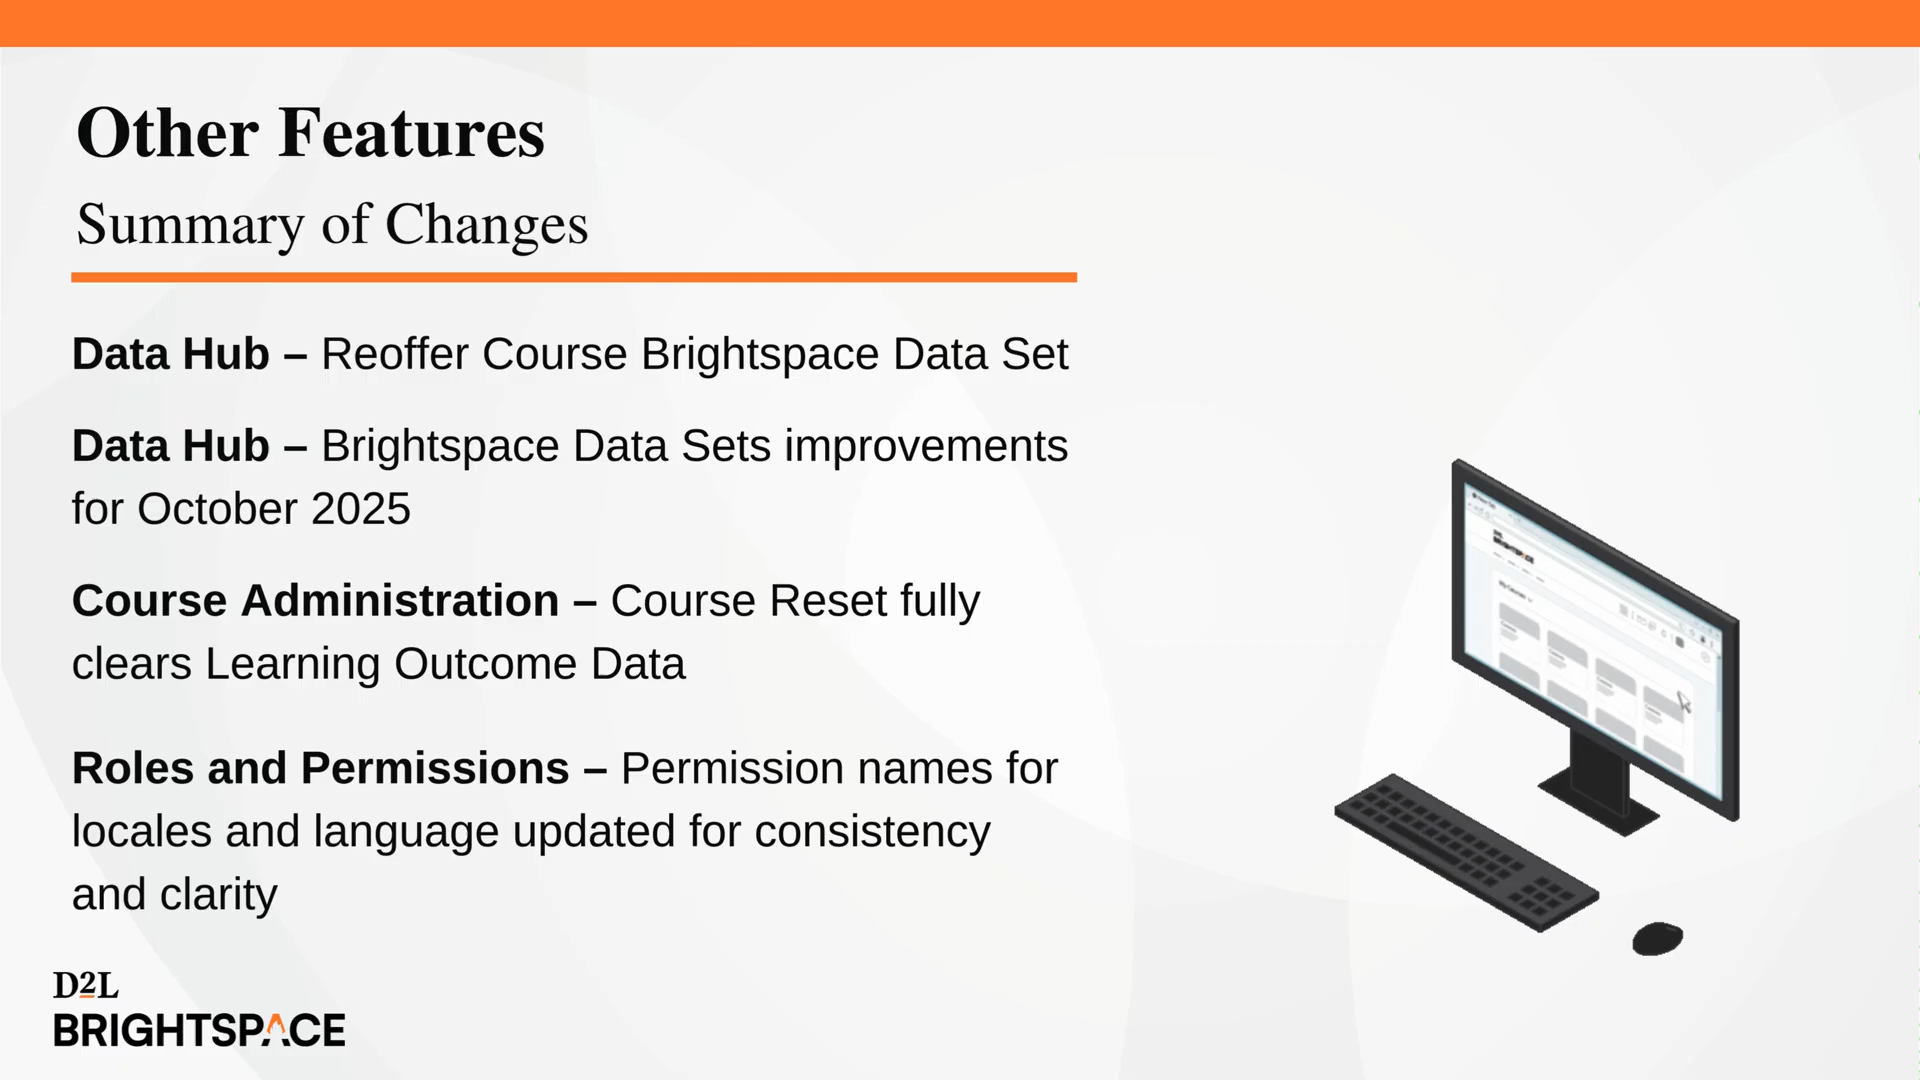 Other Features
Summary of Changes
Data Hub – Reoffer Course Brightspace Data Set
Data Hub – Brightspace Data Sets improvements
for October 2025
Course Administration – Course Reset fully
clears Learning Outcome Data
Roles and Permissions – Permission names for
locales and language updated for consistency
and clarity
D2L
BRIGHTSPACE